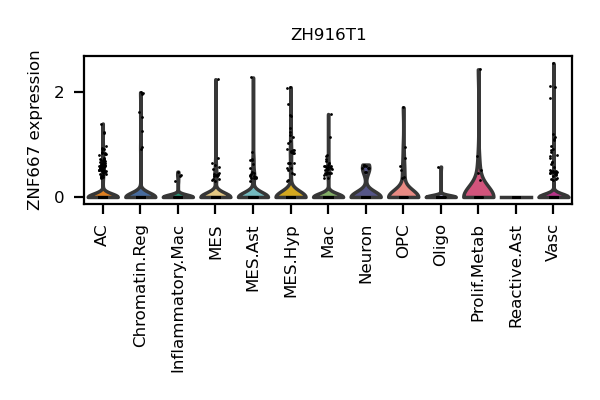 ZH916T1
ZNF667 expression
2
0
AC
Chromatin.Reg
Inflammatory.Mac
MES
MES.Ast
MES.Hyp
Mac
Neuron
OPC
Oligo
Prolif.Metab
Reactive.Ast
Vasc